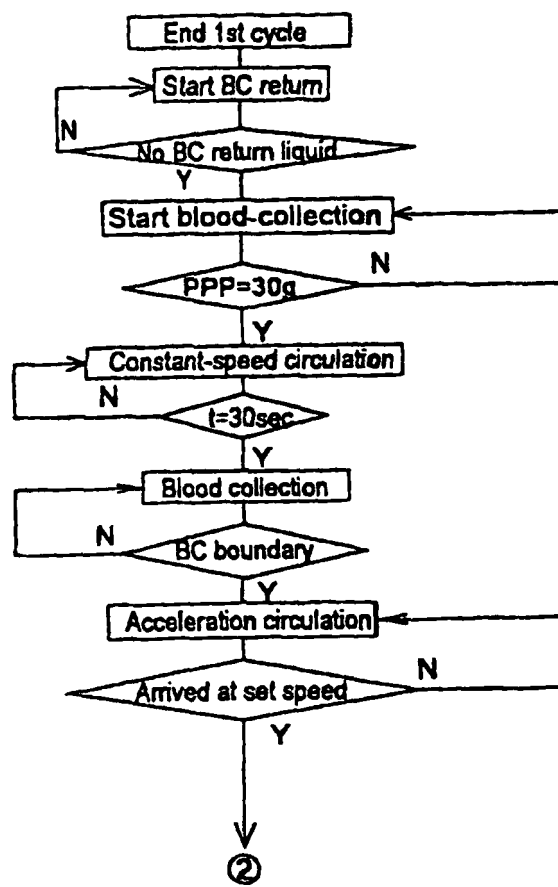 End 1st cycle
Start BC return
N
No BC return liquid
Y
Start blood-collection
N
PPP=30g
Y
Constant-speed circulation
N
t=30sec
Y
Blood collection
N
BC boundary
Y
Acceleration circulation
Arrived at set speed
N
Y
②